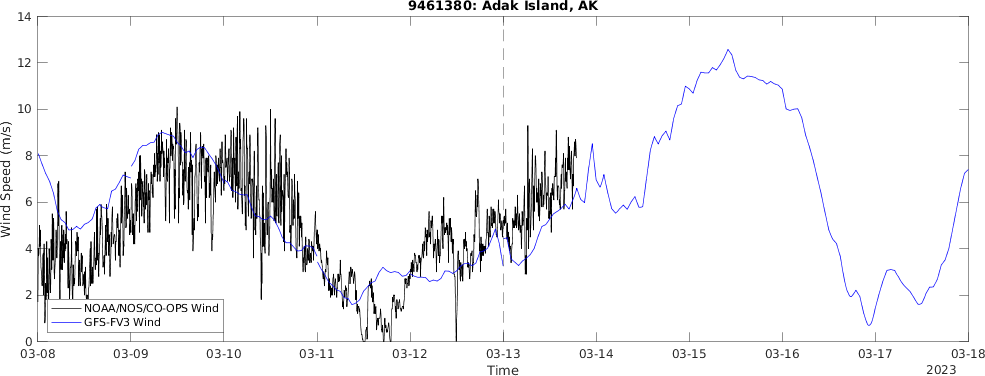 9461380: Adak Island, AK
Wind Speed (m/s)
14
12
10
8
6
4
2
0
NOAA/NOS/CO-OPS Wind
GFS-FV3 Wind
03-08 03-09 03-10 03-11 03-12 03-13 03-14 03-15 03-16 03-17 03-18
Time
2023